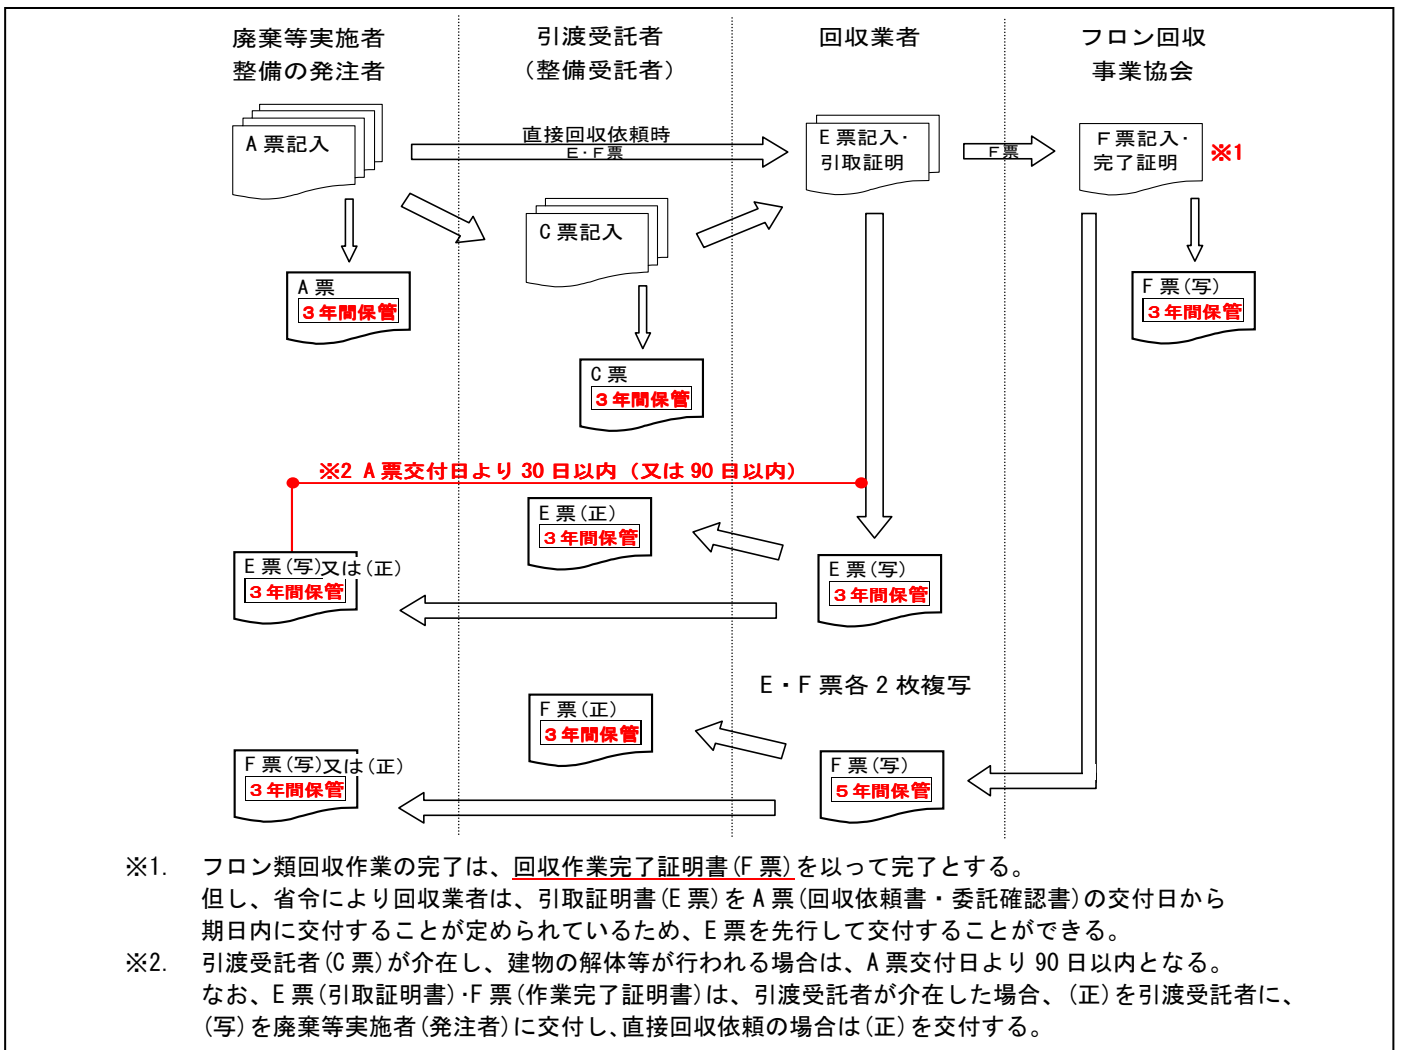 廃棄等実施者
整備の発注者
引渡受託者
（整備受託者）
回収業者
フロン回収
事業協会
A 票記入
直接回収依頼時
E・F票
E 票記入・
引取証明
F票
F 票記入・
完了証明
※1
C 票記入
A 票
3年間保管
F 票(写)
3年間保管
C 票
3年間保管
※2 A 票交付日より 30 日以内（又は 90 日以内）
E 票(正)
3年間保管
E 票(写)又は(正)
3年間保管
E 票(写)
3年間保管
E・F 票各 2 枚複写
F 票(正)
3年間保管
F 票(写)又は(正)
3年間保管
F 票(写)
5年間保管
※1. フロン類回収作業の完了は、回収作業完了証明書(F 票)を以って完了とする。
但し、省令により回収業者は、引取証明書(E 票)を A 票(回収依頼書・委託確認書)の交付日から
期日内に交付することが定められているため、E 票を先行して交付することができる。
※2. 引渡受託者(C 票)が介在し、建物の解体等が行われる場合は、A 票交付日より 90 日以内となる。
なお、E 票(引取証明書)・F 票(作業完了証明書)は、引渡受託者が介在した場合、(正)を引渡受託者に、
(写)を廃棄等実施者(発注者)に交付し、直接回収依頼の場合は(正)を交付する。